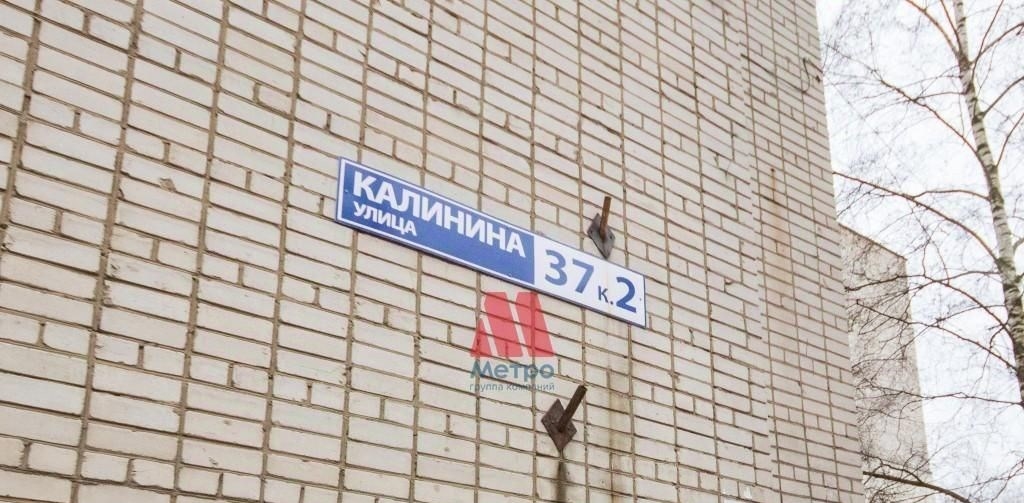 КАЛИНИНА
УЛИЦА
37 к.2
Метро
группа компаний